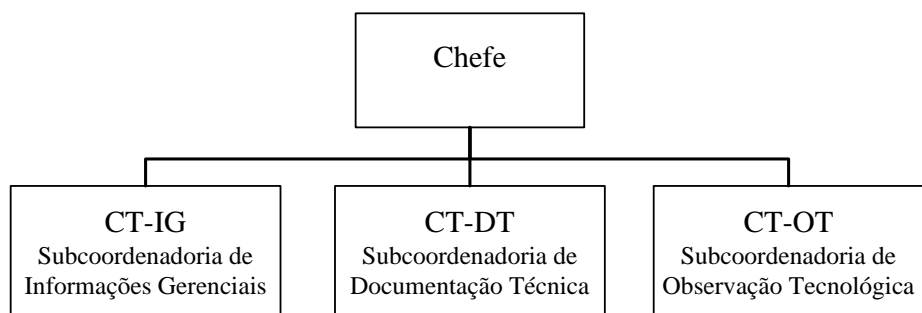 Chefe
CT-IG
Subcoordenadoria de
Informações Gerenciais
CT-DT
Subcoordenadoria de
Documentação Técnica
CT-OT
Subcoordenadoria de
Observação Tecnológica